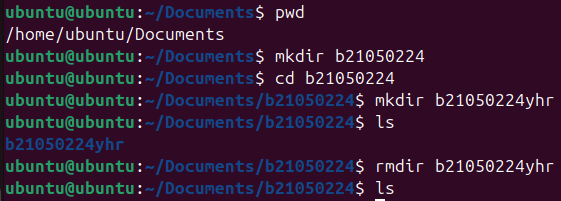 ubuntu@ubuntu:~/Documents$ pwd
/home/ubuntu/Documents
ubuntu@ubuntu:~/Documents$ mkdir b21050224
ubuntu@ubuntu:~/Documents$ cd b21050224
ubuntu@ubuntu:~/Documents/b21050224$ mkdir b21050224yhr
ubuntu@ubuntu:~/Documents/b21050224$ ls
b21050224yhr
ubuntu@ubuntu:~/Documents/b21050224$ rmdir b21050224yhr
ubuntu@ubuntu:~/Documents/b21050224$ ls